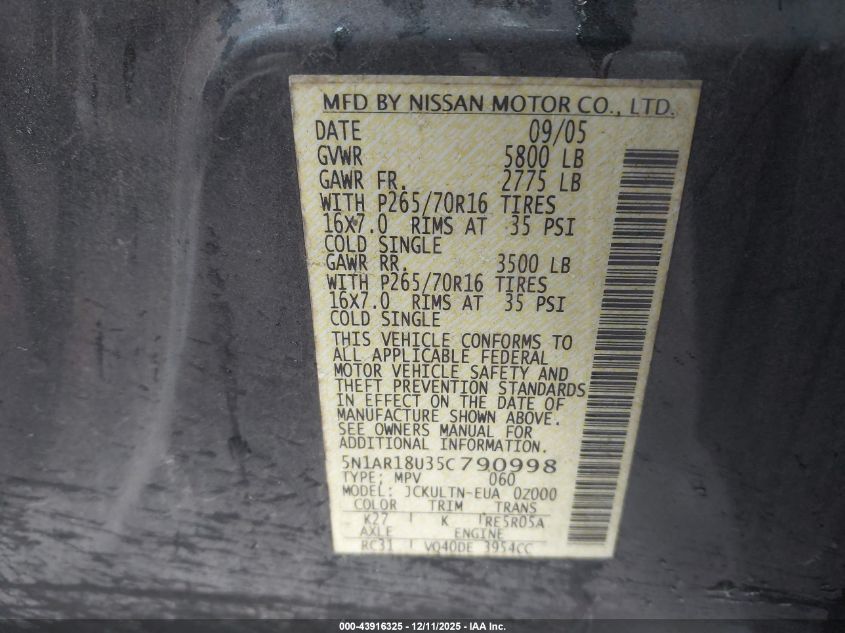 MFD BY NISSAN MOTOR CO., LTD.
DATE 09/05
GVWR 5800 LB
GAWR FR. 2775 LB
WITH P265/70R16 TIRES
16X7.0 RIMS AT 35 PSI
COLD SINGLE
GAWR RR. 3500 LB
WITH P265/70R16 TIRES
16X7.0 RIMS AT 35 PSI
COLD SINGLE
THIS VEHICLE CONFORMS TO
ALL APPLICABLE FEDERAL
MOTOR VEHICLE SAFETY AND
THEFT PREVENTION STANDARDS
IN EFFECT ON THE DATE OF
MANUFACTURE SHOWN ABOVE.
SEE OWNERS MANUAL FOR
ADDITIONAL INFORMATION.
5N1AR18U35C790998
TYPE: MPV 060
MODEL: JCKULTN-EUA 0Z000
COLOR TRIM TRANS
K27 K RE5R05A
AXLE ENGINE
RC31 VQ40DE 3954CC
000-43916325 - 12/11/2025 - IAA Inc.